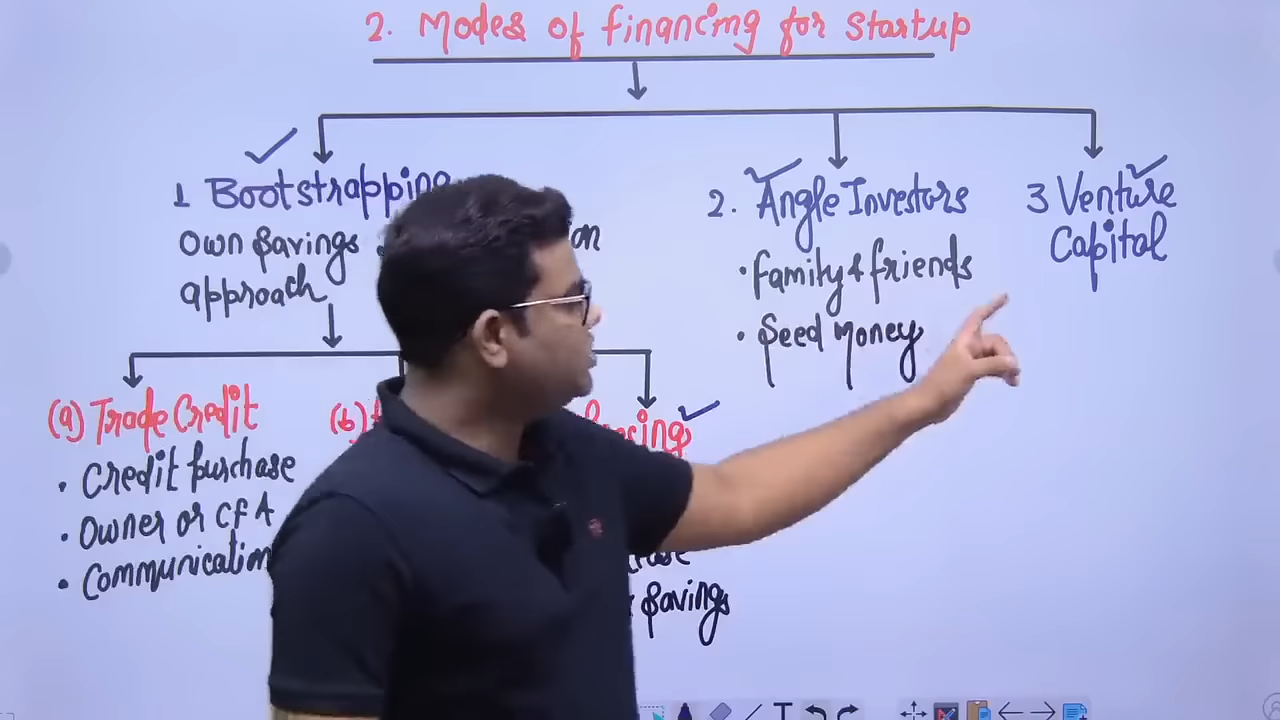 2. Modes of financing for Startup
1 Bootstrapping
Own Savings
approach
2. Angle Investors
• Family & friends
• Seed Money
3 Venture
Capital
(a) Trade Credit
• Credit purchase
• Owner or CFA
• Communication
(b)
Savings